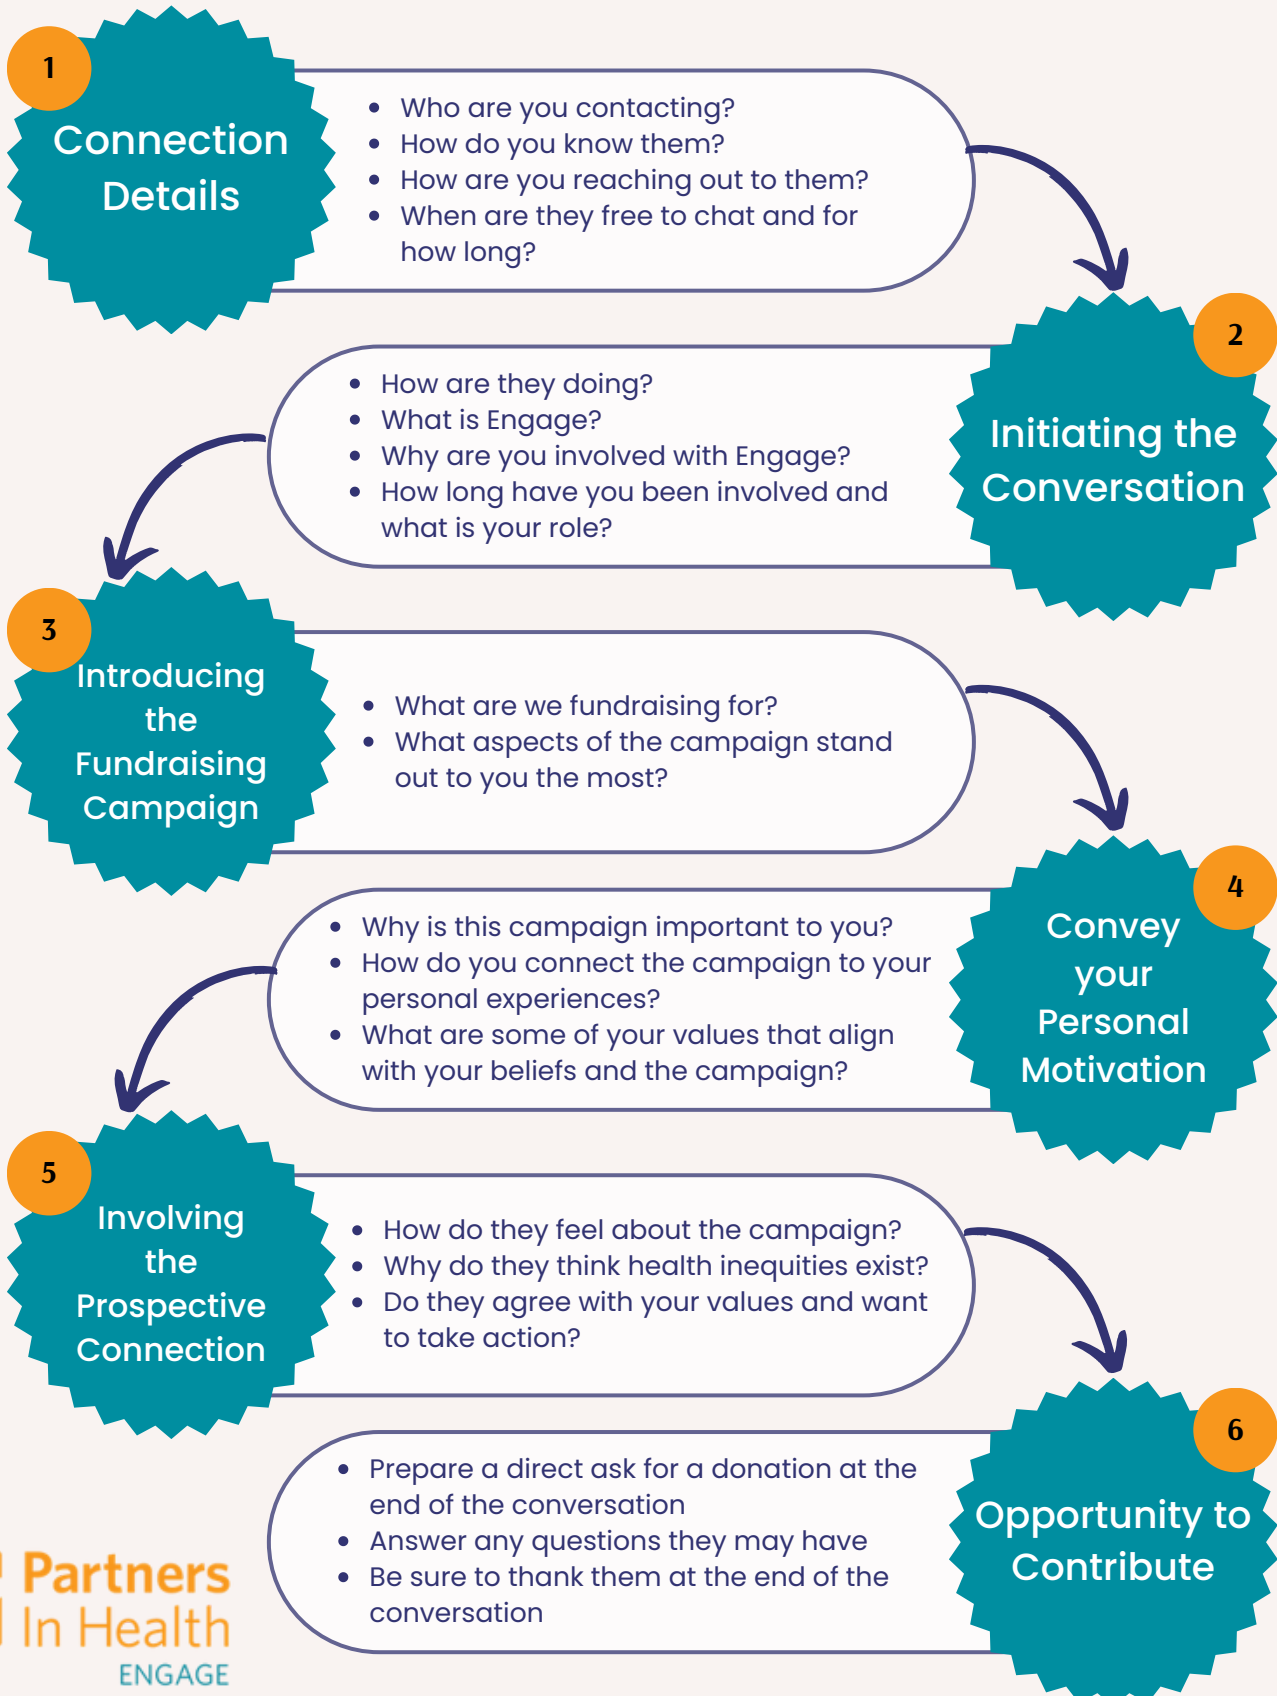 1
Connection
Details
• Who are you contacting?
• How do you know them?
• How are you reaching out to them?
• When are they free to chat and for
how long?
2
Initiating the
Conversation
• How are they doing?
• What is Engage?
• Why are you involved with Engage?
• How long have you been involved and
what is your role?
3
Introducing
the
Fundraising
Campaign
• What are we fundraising for?
• What aspects of the campaign stand
out to you the most?
4
Convey
your
Personal
Motivation
• Why is this campaign important to you?
• How do you connect the campaign to your
personal experiences?
• What are some of your values that align
with your beliefs and the campaign?
5
Involving
the
Prospective
Connection
• How do they feel about the campaign?
• Why do they think health inequities exist?
• Do they agree with your values and want
to take action?
6
Opportunity to
Contribute
• Prepare a direct ask for a donation at the
end of the conversation
• Answer any questions they may have
• Be sure to thank them at the end of the
conversation
Partners
In Health
ENGAGE